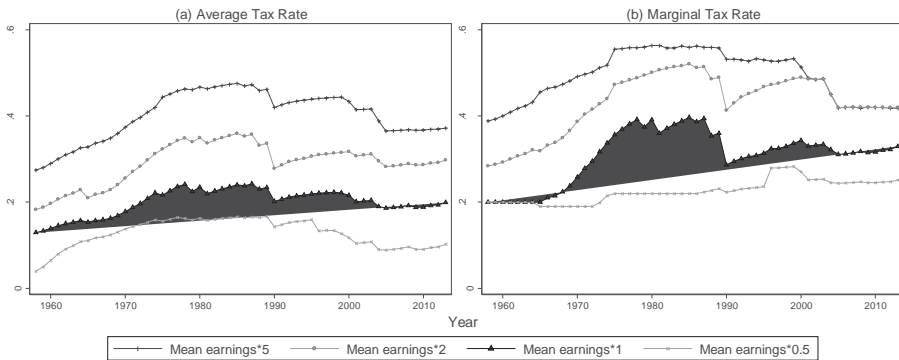 (a) Average Tax Rate
(b) Marginal Tax Rate
.6
.4
.2
0
1960 1970 1980 1990 2000 2010
.6
.4
.2
0
1960 1970 1980 1990 2000 2010
Year
Mean earnings*5 Mean earnings*2 Mean earnings*1 Mean earnings*0.5